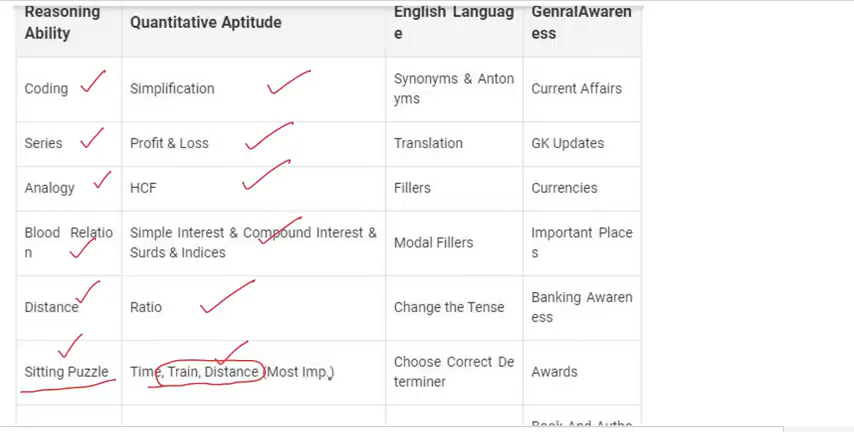 Reasoning Ability
Quantitative Aptitude
English Languag
e
GenralAwaren
ess
Coding
Simplification
Synonyms & Anton
yms
Current Affairs
Series
Profit & Loss
Translation
GK Updates
Analogy
HCF
Fillers
Currencies
Blood Relatio
n
Simple Interest & Compound Interest &
Surds & Indices
Modal Fillers
Important Place
s
Distance
Ratio
Change the Tense
Banking Awaren
ess
Sitting Puzzle
Time, Train, Distance (Most Imp.)
Choose Correct De
terminer
Awards
Book And Autho